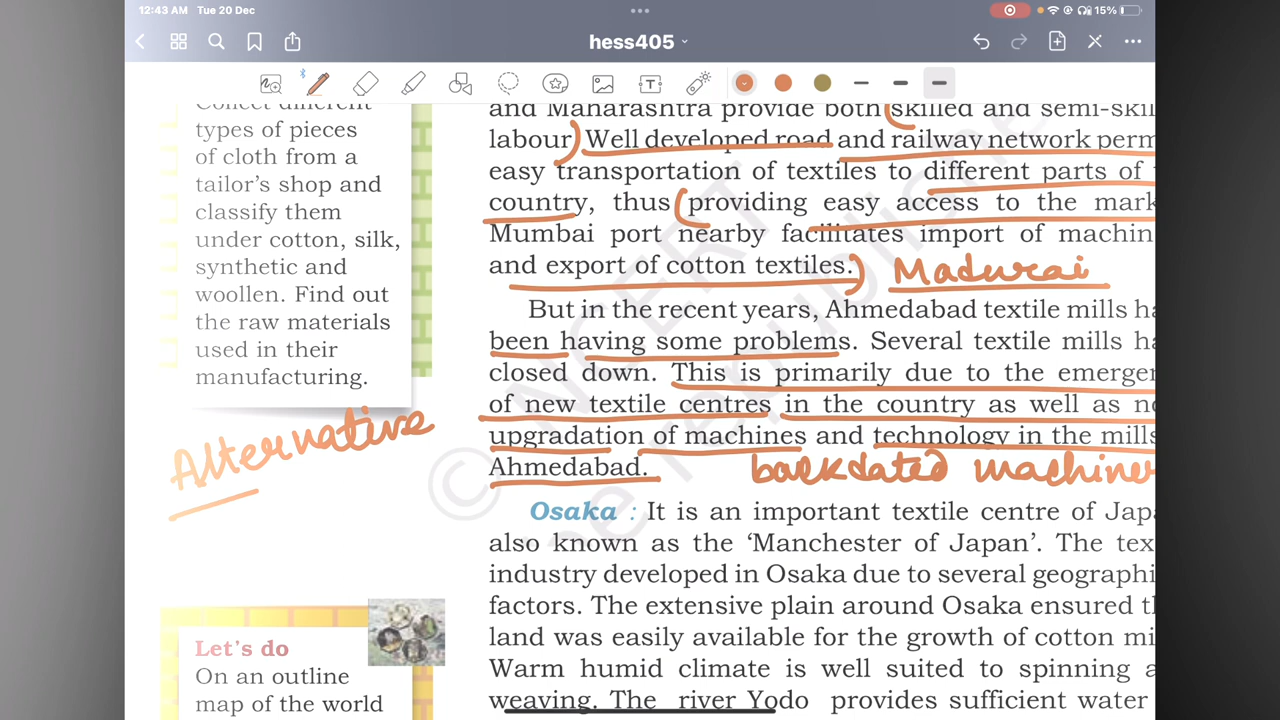 12:43 AM Tue 20 Dec
15%
hess405
Collect different
types of pieces
of cloth from a
tailor's shop and
classify them
under cotton, silk,
synthetic and
woollen. Find out
the raw materials
used in their
manufacturing.
Alternative
Let's do
On an outline
map of the world
and Maharashtra provide both skilled and semi-skil
labour) Well developed road and railway network perm
easy transportation of textiles to different parts of t
country, thus (providing easy access to the mark
Mumbai port nearby facilitates import of machin
and export of cotton textiles.) Madurai
But in the recent years, Ahmedabad textile mills ha
been having some problems. Several textile mills ha
closed down. This is primarily due to the emergen
of new textile centres in the country as well as no
upgradation of machines and technology in the mills
Ahmedabad. backdated machiner
Osaka : It is an important textile centre of Japa
also known as the 'Manchester of Japan'. The tex
industry developed in Osaka due to several geographi
factors. The extensive plain around Osaka ensured th
land was easily available for the growth of cotton mi
Warm humid climate is well suited to spinning a
weaving. The river Yodo provides sufficient water
© NCERT
be republished